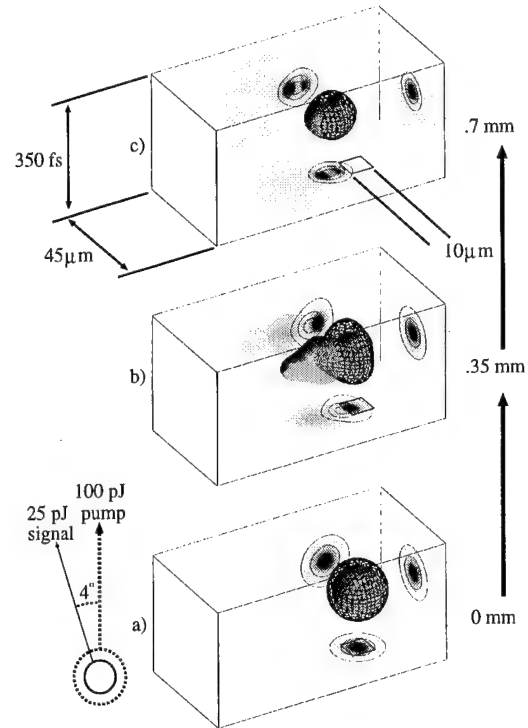 350 fs
c)
.7 mm
45μm
10μm
b)
.35 mm
100 pJ
pump
25 pJ
signal
4°
a)
0 mm